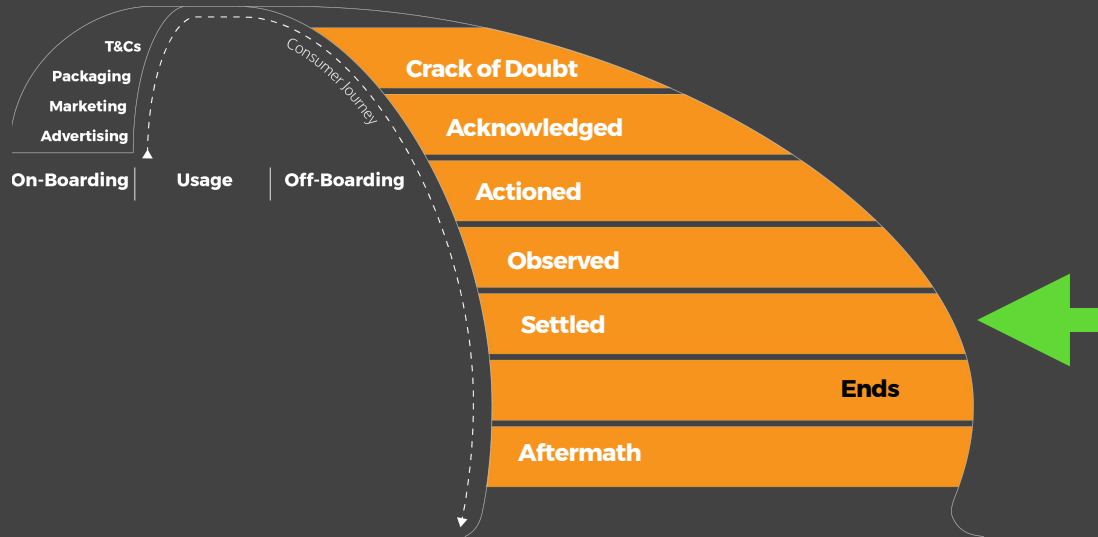 T&Cs
Packaging
Marketing
Advertising
On-Boarding
Usage
Off-Boarding
Consumer Journey
Crack of Doubt
Acknowledged
Actioned
Observed
Settled
Ends
Aftermath